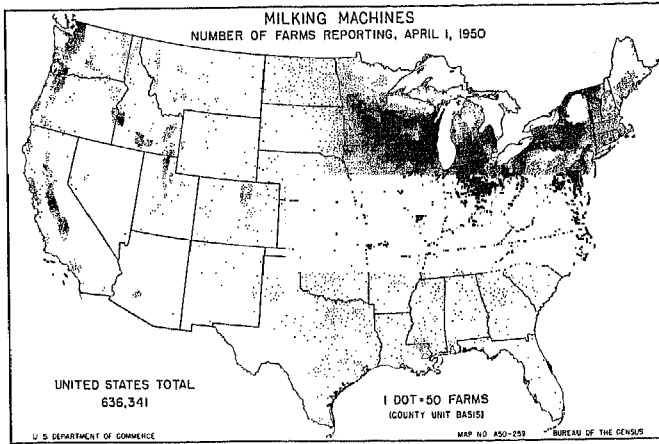 MILKING MACHINES
NUMBER OF FARMS REPORTING, APRIL 1, 1950
UNITED STATES TOTAL
636,341
1 DOT=50 FARMS
(COUNTY UNIT BASIS)
U S DEPARTMENT OF COMMERCE
MAP NO A50-259
BUREAU OF THE CENSUS